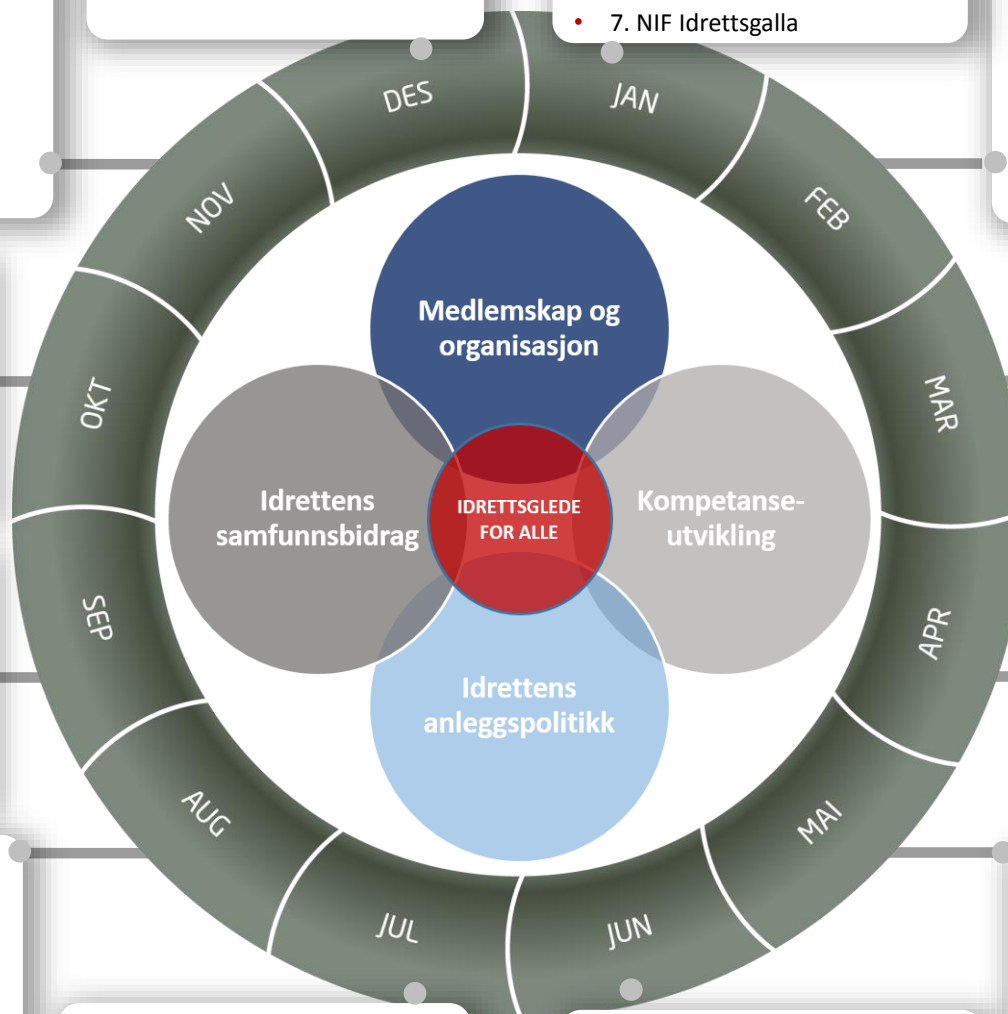 • 7. NIF Idrettsgalla
DES
JAN
NOV
FEB
OKT
MAR
SEP
APR
AUG
MAI
JUL
JUN
Medlemskap og
organisasjon
Idrettens
samfunnsbidrag
IDRETTSGLEDE
FOR ALLE
Kompetanse-
utvikling
Idrettens
anleggspolitikk